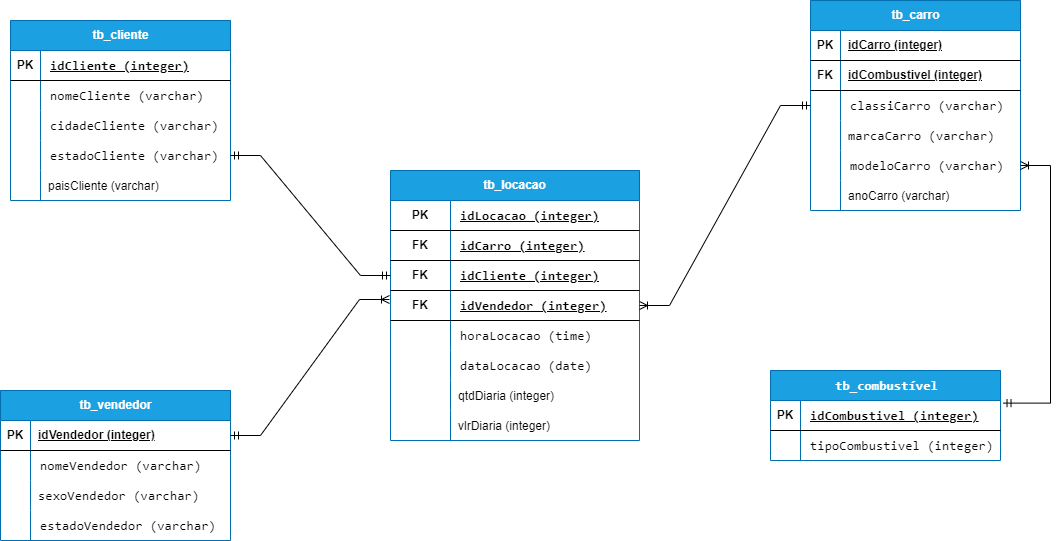 tb_cliente
PK idCliente (integer)
nomeCliente (varchar)
cidadeCliente (varchar)
estadoCliente (varchar)
paisCliente (varchar)
tb_vendedor
PK idVendedor (integer)
nomeVendedor (varchar)
sexoVendedor (varchar)
estadoVendedor (varchar)
tb_locacao
PK idLocacao (integer)
FK idCarro (integer)
FK idCliente (integer)
FK idVendedor (integer)
horaLocacao (time)
dataLocacao (date)
qtdDiaria (integer)
vlrDiaria (integer)
tb_carro
PK idCarro (integer)
FK idCombustivel (integer)
classiCarro (varchar)
marcaCarro (varchar)
modeloCarro (varchar)
anoCarro (varchar)
tb_combustível
PK idCombustivel (integer)
tipoCombustivel (integer)